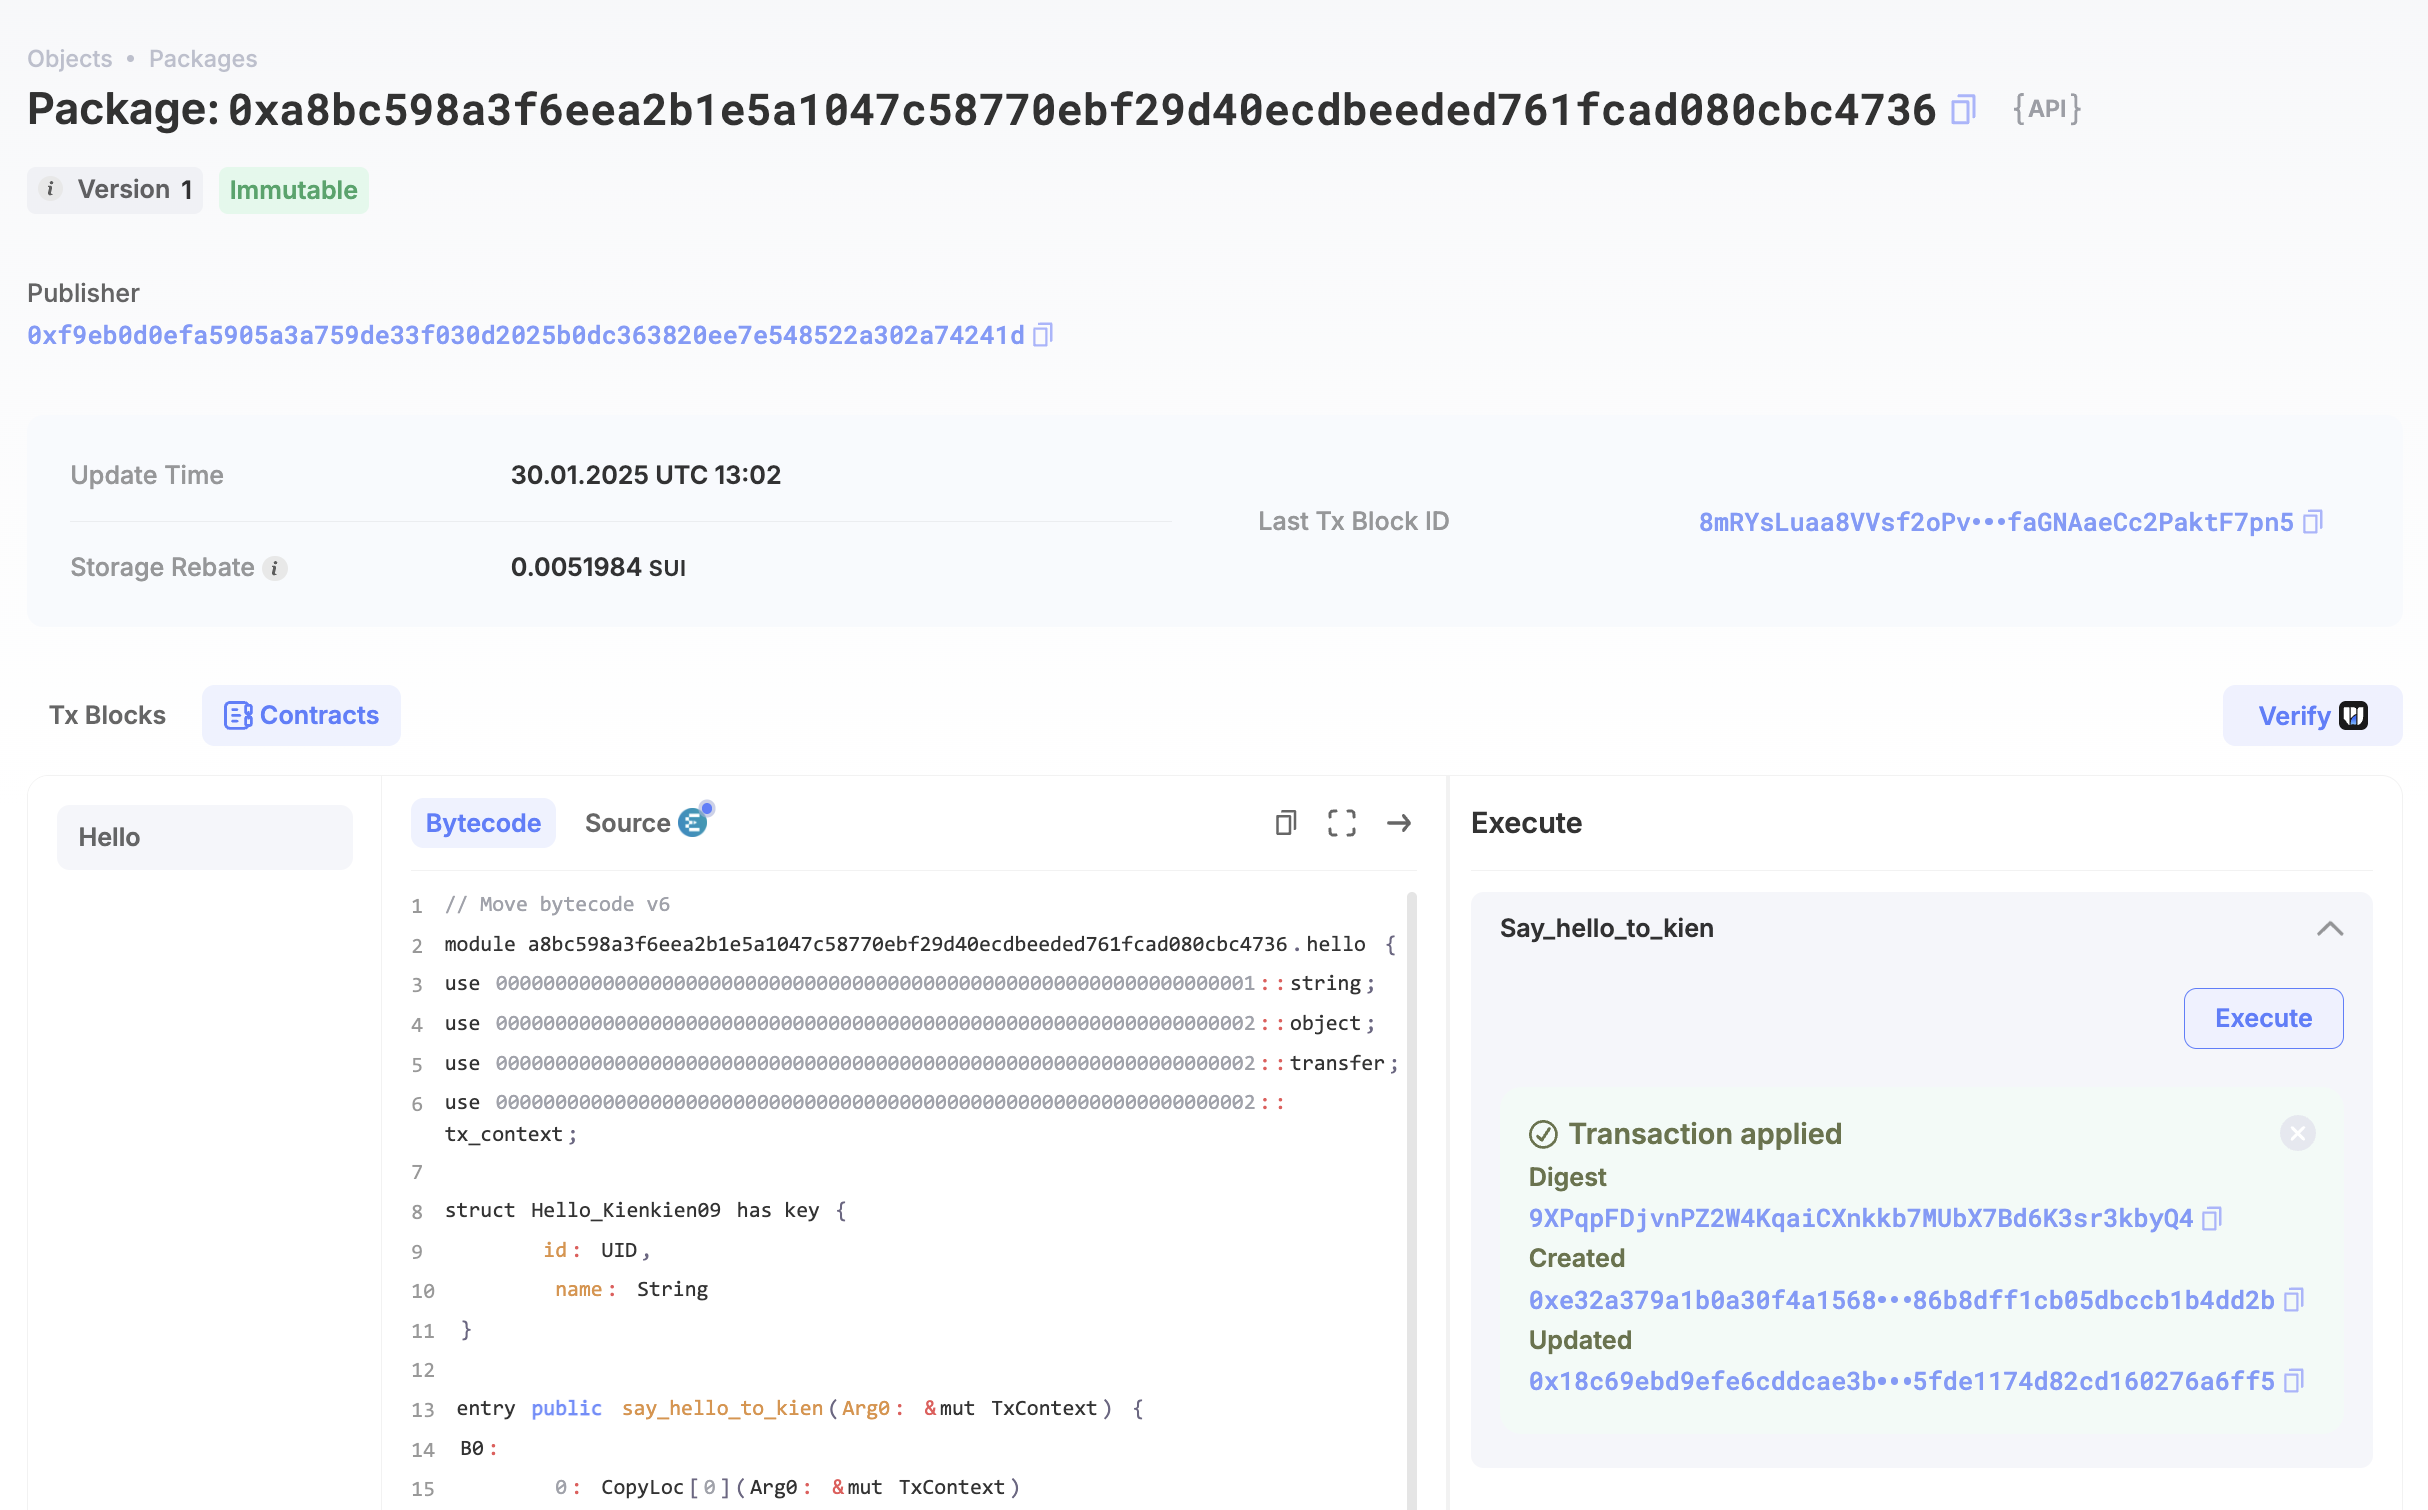 Objects • Packages
Package: 0xa8bc598a3f6eea2b1e5a1047c58770ebf29d40ecdbeeded761fcad080cbc4736 {API}
i Version 1 Immutable
Publisher
0xf9eb0d0efa5905a3a759de33f030d2025b0dc363820ee7e548522a302a74241d
Update Time 30.01.2025 UTC 13:02
Last Tx Block ID 8mRYsLuaa8VVsf2oPv•••faGNAaeCc2PaktF7pn5
Storage Rebate i 0.0051984 SUI
Tx Blocks Contracts Verify
Hello
Bytecode Source
1 // Move bytecode v6
2 module a8bc598a3f6eea2b1e5a1047c58770ebf29d40ecdbeeded761fcad080cbc4736.hello {
3 use 0000000000000000000000000000000000000000000000000000000000000001::string;
4 use 0000000000000000000000000000000000000000000000000000000000000002::object;
5 use 0000000000000000000000000000000000000000000000000000000000000002::transfer;
6 use 0000000000000000000000000000000000000000000000000000000000000002::
tx_context;
7
8 struct Hello_Kienkien09 has key {
9 id: UID,
10 name: String
11 }
12
13 entry public say_hello_to_kien(Arg0: &mut TxContext) {
14 B0:
15 0: CopyLoc[0](Arg0: &mut TxContext)
Execute
Say_hello_to_kien
Execute
Transaction applied
Digest
9XPqpFDjvnPZ2W4KqaiCXnkkb7MUbX7Bd6K3sr3kbyQ4
Created
0xe32a379a1b0a30f4a1568•••86b8dff1cb05dbccb1b4dd2b
Updated
0x18c69ebd9efe6cddcae3b•••5fde1174d82cd160276a6ff5